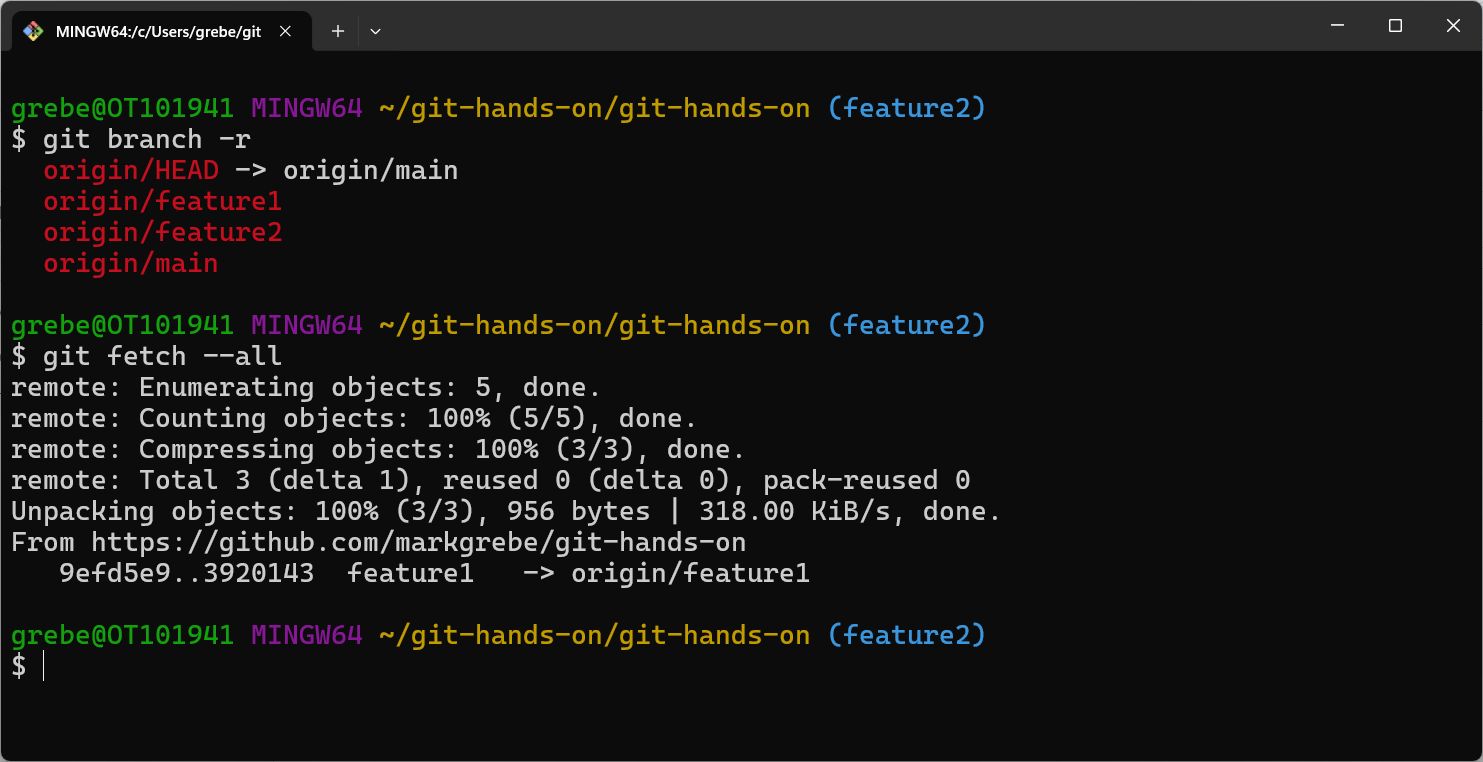 MINGW64:/c/Users/grebe/git
grebe@OT101941 MINGW64 ~/git-hands-on/git-hands-on (feature2)
$ git branch -r
  origin/HEAD -> origin/main
  origin/feature1
  origin/feature2
  origin/main
grebe@OT101941 MINGW64 ~/git-hands-on/git-hands-on (feature2)
$ git fetch --all
remote: Enumerating objects: 5, done.
remote: Counting objects: 100% (5/5), done.
remote: Compressing objects: 100% (3/3), done.
remote: Total 3 (delta 1), reused 0 (delta 0), pack-reused 0
Unpacking objects: 100% (3/3), 956 bytes | 318.00 KiB/s, done.
From https://github.com/markgrebe/git-hands-on
   9efd5e9..3920143  feature1   -> origin/feature1
grebe@OT101941 MINGW64 ~/git-hands-on/git-hands-on (feature2)
$